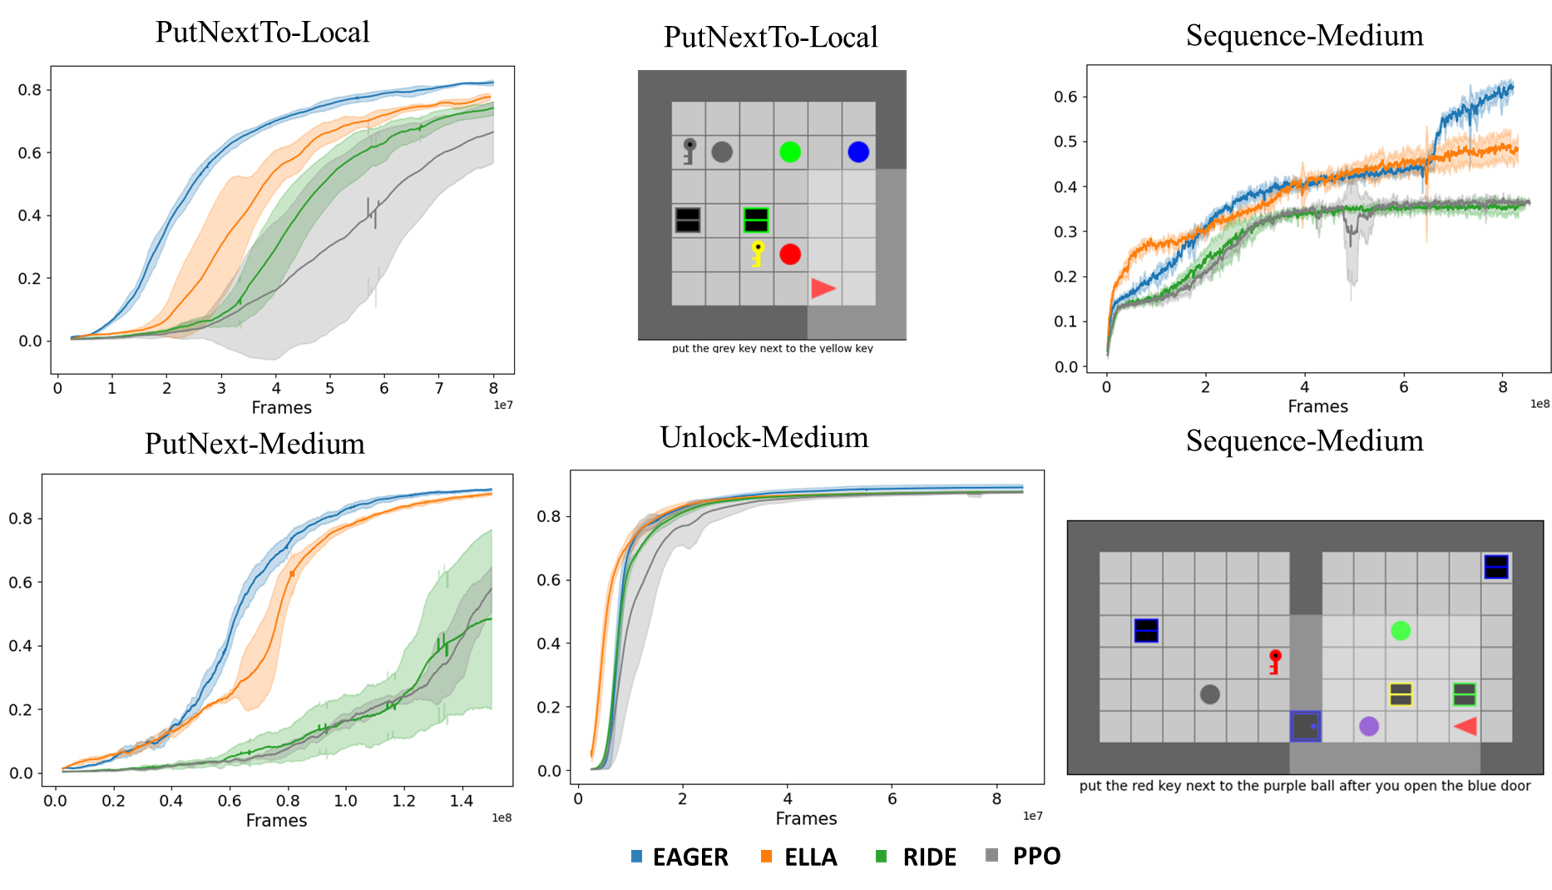 PutNextTo-Local
0.8
0.6
0.4
0.2
0.0
0 1 2 3 4 5 6 7 8
1e7
Frames
PutNextTo-Local
put the grey key next to the yellow key
Sequence-Medium
0.6
0.5
0.4
0.3
0.2
0.1
0.0
0 2 4 6 8
1e8
Frames
PutNext-Medium
0.8
0.6
0.4
0.2
0.0
0.0 0.2 0.4 0.6 0.8 1.0 1.2 1.4
1e8
Frames
Unlock-Medium
0.8
0.6
0.4
0.2
0.0
0 2 4 6 8
1e7
Frames
Sequence-Medium
put the red key next to the purple ball after you open the blue door
EAGER ELLA RIDE PPO